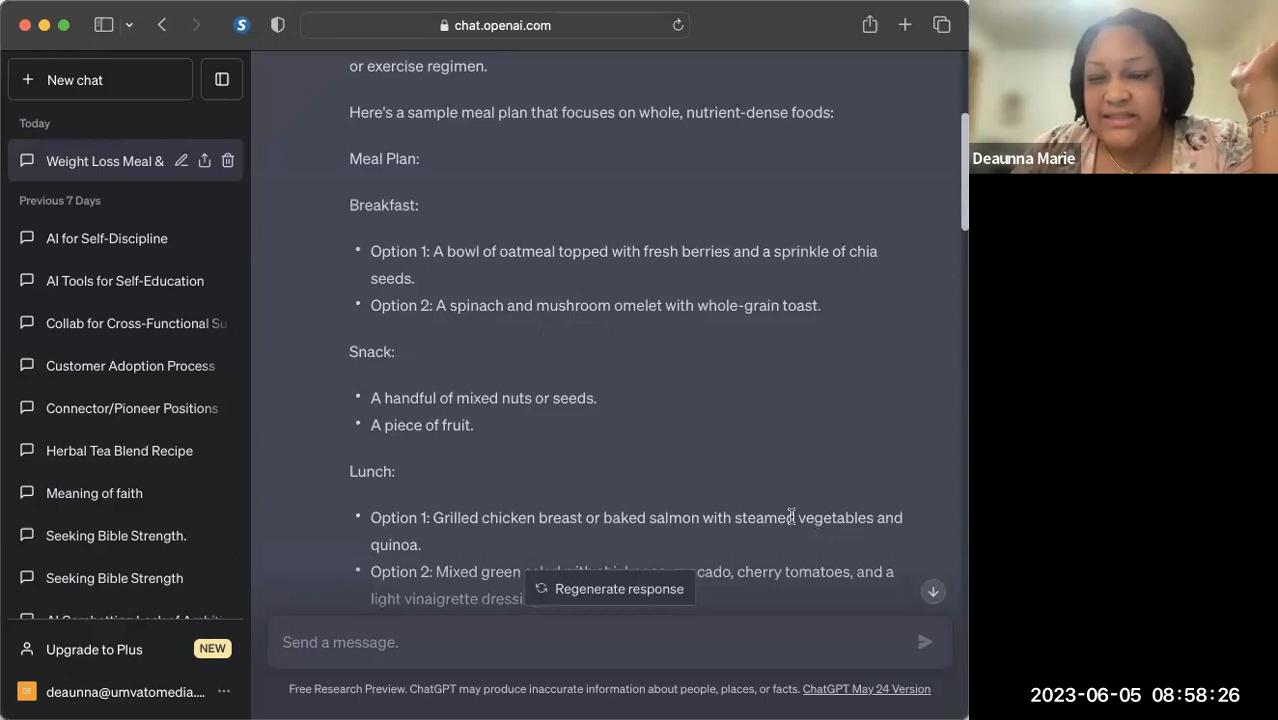 chat.openai.com
New chat
Today
Weight Loss Meal &
Previous 7 Days
AI for Self-Discipline
AI Tools for Self-Education
Collab for Cross-Functional Su
Customer Adoption Process
Connector/Pioneer Positions
Herbal Tea Blend Recipe
Meaning of faith
Seeking Bible Strength.
Seeking Bible Strength
Upgrade to Plus NEW
deaunna@umvatomedia....
or exercise regimen.
Here's a sample meal plan that focuses on whole, nutrient-dense foods:
Meal Plan:
Breakfast:
• Option 1: A bowl of oatmeal topped with fresh berries and a sprinkle of chia
seeds.
• Option 2: A spinach and mushroom omelet with whole-grain toast.
Snack:
• A handful of mixed nuts or seeds.
• A piece of fruit.
Lunch:
• Option 1: Grilled chicken breast or baked salmon with steamed vegetables and
quinoa.
• Option 2: Mixed green cherry tomatoes, and a
light vinaigrette
Regenerate response
Send a message.
Free Research Preview. ChatGPT may produce inaccurate information about people, places, or facts. ChatGPT May 24 Version
Deaunna Marie
2023-06-05 08:58:26